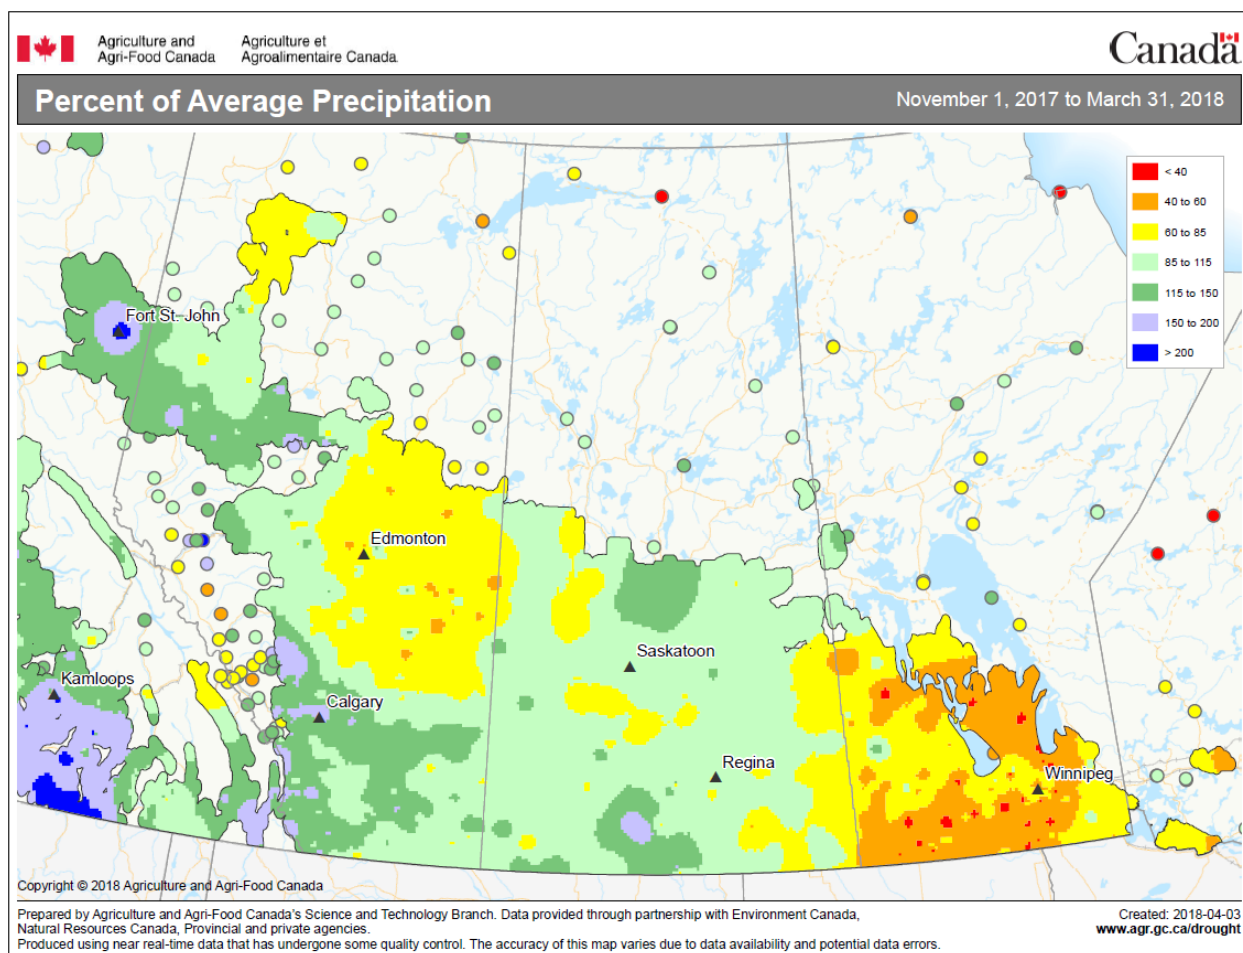 Agriculture and
Agri-Food Canada
Agriculture et
Agroalimentaire Canada
Canada
Percent of Average Precipitation
November 1, 2017 to March 31, 2018
< 40
40 to 60
60 to 85
85 to 115
115 to 150
150 to 200
> 200
Fort St. John
Edmonton
Saskatoon
Kamloops
Calgary
Regina
Winnipeg
Copyright © 2018 Agriculture and Agri-Food Canada
Prepared by Agriculture and Agri-Food Canada's Science and Technology Branch. Data provided through partnership with Environment Canada,
Natural Resources Canada, Provincial and private agencies.
Produced using near real-time data that has undergone some quality control. The accuracy of this map varies due to data availability and potential data errors.
Created: 2018-04-03
www.agr.gc.ca/drought